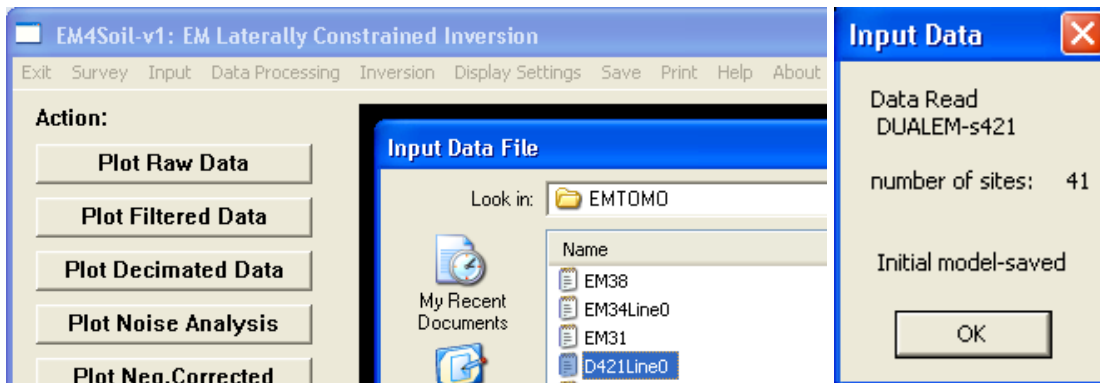 EM4Soil-v1: EM Laterally Constrained Inversion
Exit Survey Input Data Processing Inversion Display Settings Save Print Help About
Action:
Plot Raw Data
Plot Filtered Data
Plot Decimated Data
Plot Noise Analysis
Plot Neg.Corrected
Input Data File
Look in: EMTOMO
My Recent
Documents
Name
EM38
EM34Line0
EM31
D421Line0
Input Data
Data Read
DUALEM-s421
number of sites: 41
Initial model-saved
OK